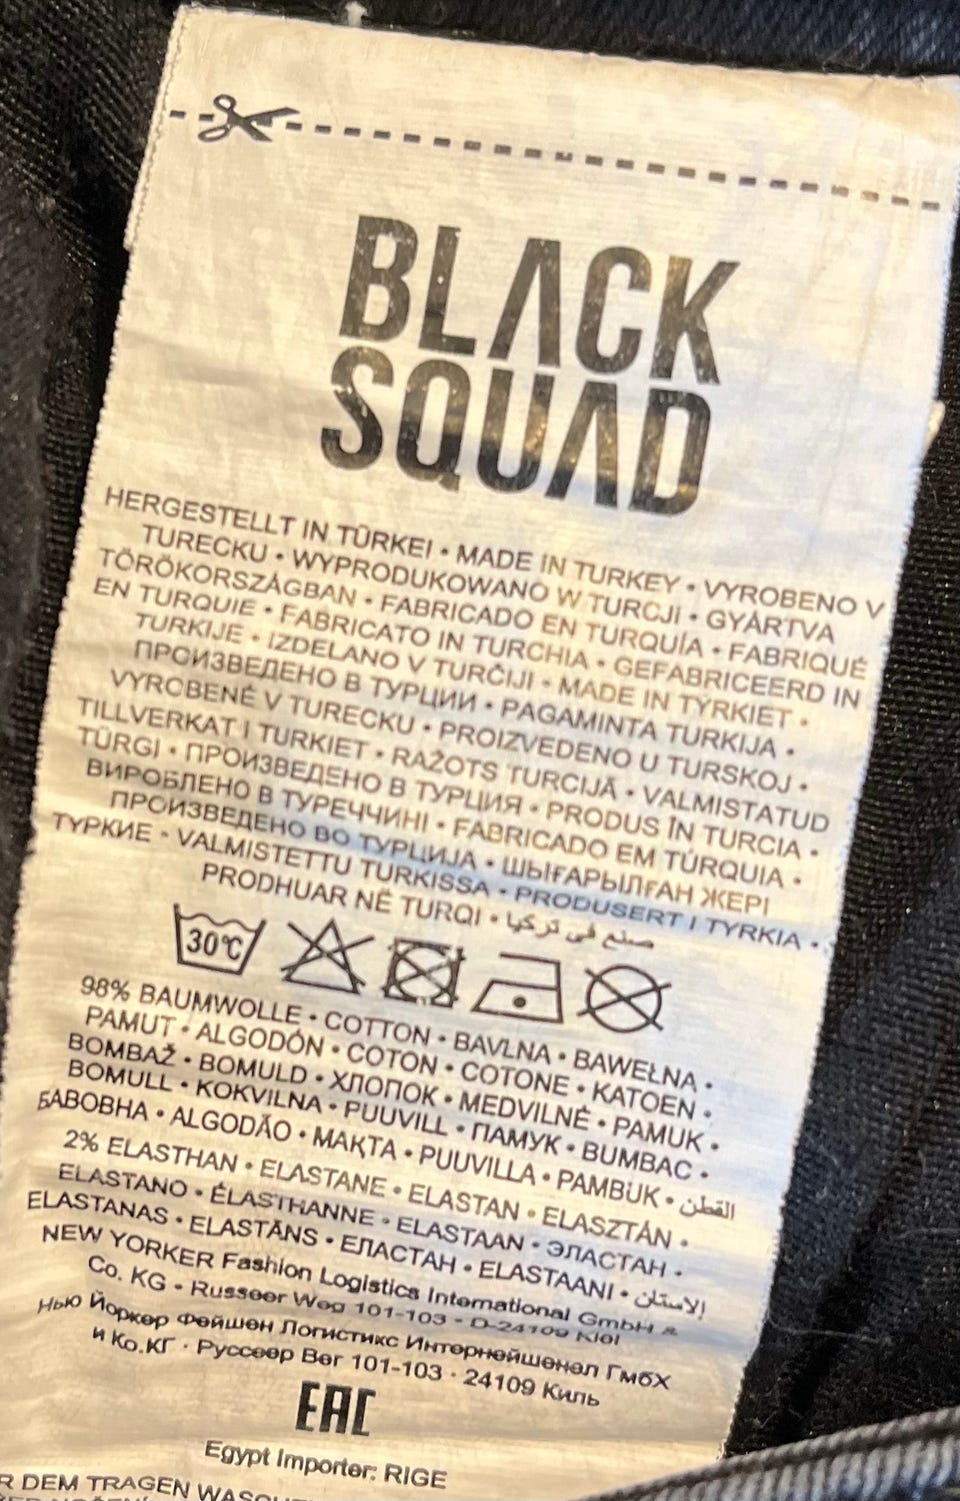 BLACK
SQUAD
HERGESTELLT IN TÜRKEI • MADE IN TURKEY • VYROBENO V
TURECKU • WYPRODUKOWANO W TURCJI • GYÁRTVA
TÖRÖKORSZÁGBAN • FABRICADO EN TURQUÍA • FABRIQUÉ
EN TURQUIE • FABRICATO IN TURCHIA • GEFABRICEERD IN
TURKIJE • IZDELANO V TURČIJI • MADE IN TYRKIET •
ПРОИЗВЕДЕНО В ТУРЦИИ • PAGAMINTA TURKIJA •
VYROBENÉ V TURECKU • PROIZVEDENO U TURSKOJ •
TILLVERKAT I TURKIET • RAŽOTS TURCIJĀ • VALMISTATUD
TÜRGI • ПРОИЗВЕДЕНО В ТУРЦИЯ • PRODUS ÎN TURCIA •
ВИРОБЛЕНО В ТУРЕЧЧИНІ • FABRICADO EM TÚRQUIA •
ПРОИЗВЕДЕНО ВО ТУРЦИЈА • ШЫҒАРЫЛҒАН ЖЕРІ
ТҮРКИЕ • VALMISTETTU TURKISSA • PRODUSERT I TYRKIA •
PRODHUAR NË TURQI • صنع في تركيا
30°C
98% BAUMWOLLE • COTTON • BAVLNA • BAWEŁNA •
PAMUT • ALGODÓN • COTON • COTONE • KATOEN •
BOMBAŽ • BOMULD • ХЛОПОК • MEDVILNĖ • PAMUK •
BOMULL • KOKVILNA • PUUVILL • ПАМУК • BUMBAC •
БАВОВНА • ALGODÃO • МАҚТА • PUUVILLA • PAMBUK • القطن
2% ELASTHAN • ELASTANE • ELASTAN • ELASZTÁN •
ELASTANO • ÉLASTHANNE • ELASTAAN • ЭЛАСТАН •
ELASTANAS • ELASTĀNS • ЕЛАСТАН • ELASTAANI • الاستان
NEW YORKER Fashion Logistics International GmbH &
Co. KG • Russeer Weg 101-103 • D-24109 Kiel
Нью Йоркер Фейшен Логистикс Интернейшенел Гмбх
и Ко.КГ · Руссеер Вег 101-103 · 24109 Киль
EAC
Egypt Importer: RIGE
R DEM TRAGEN